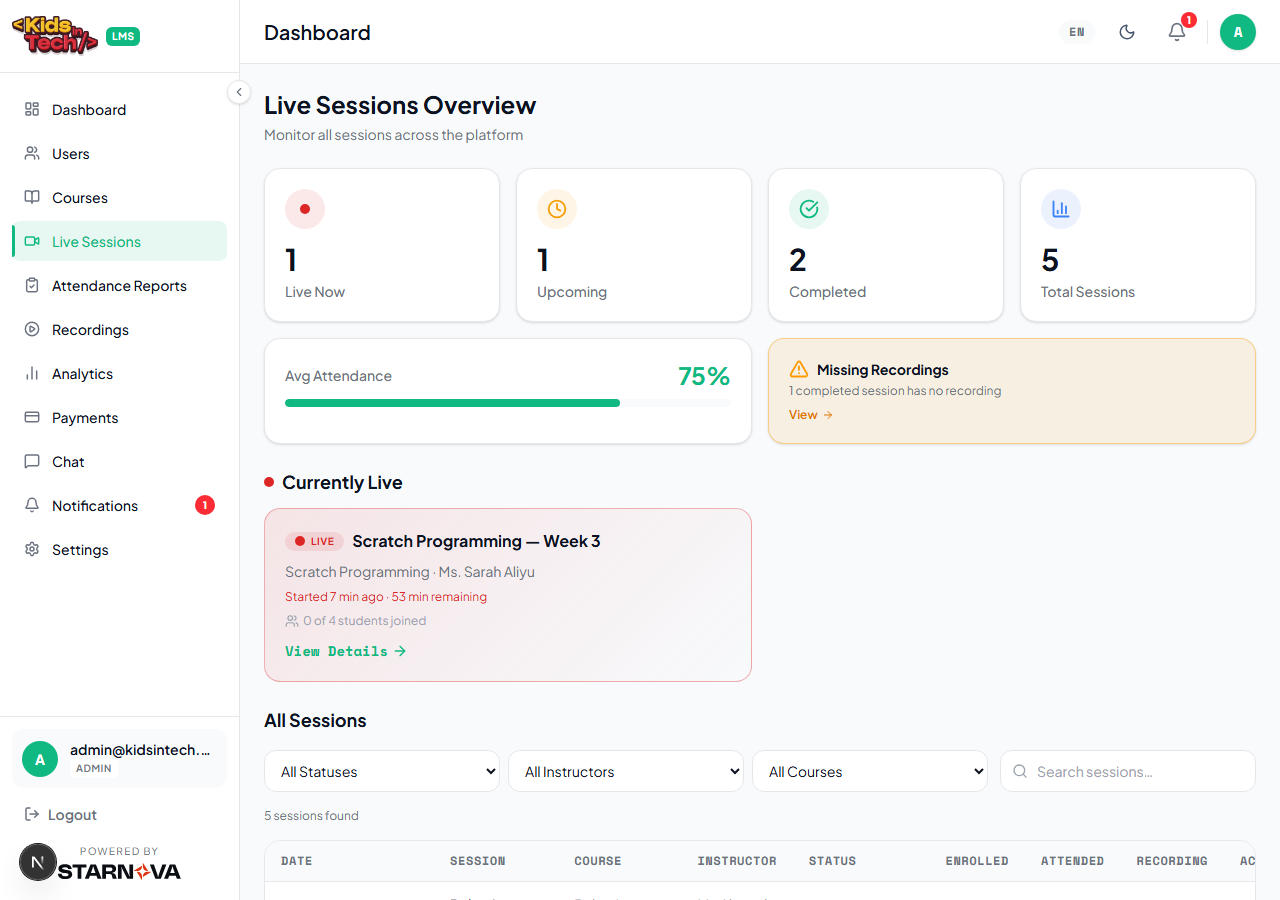 <Kids in Tech/>
LMS
Dashboard
EN
1
A
Dashboard
Users
Courses
Live Sessions
Attendance Reports
Recordings
Analytics
Payments
Chat
Notifications
1
Settings
A
admin@kidsintech....
ADMIN
Logout
N
POWERED BY
STARNOVA
Live Sessions Overview
Monitor all sessions across the platform
1
Live Now
1
Upcoming
2
Completed
5
Total Sessions
Avg Attendance
75%
Missing Recordings
1 completed session has no recording
View →
Currently Live
LIVE
Scratch Programming — Week 3
Scratch Programming · Ms. Sarah Aliyu
Started 7 min ago · 53 min remaining
0 of 4 students joined
View Details →
All Sessions
All Statuses
All Instructors
All Courses
Search sessions...
5 sessions found
DATE SESSION COURSE INSTRUCTOR STATUS ENROLLED ATTENDED RECORDING AC